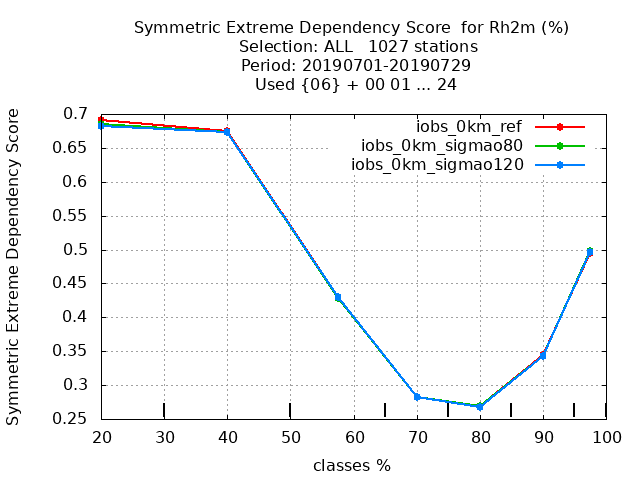 Symmetric Extreme Dependency Score  for Rh2m (%)
Selection: ALL   1027 stations
Period: 20190701-20190729
Used {06} + 00 01 ... 24
Symmetric Extreme Dependency Score
0.7
0.65
0.6
0.55
0.5
0.45
0.4
0.35
0.3
0.25
iobs_0km_ref
iobs_0km_sigmao80
iobs_0km_sigmao120
20 30 40 50 60 70 80 90 100
classes %